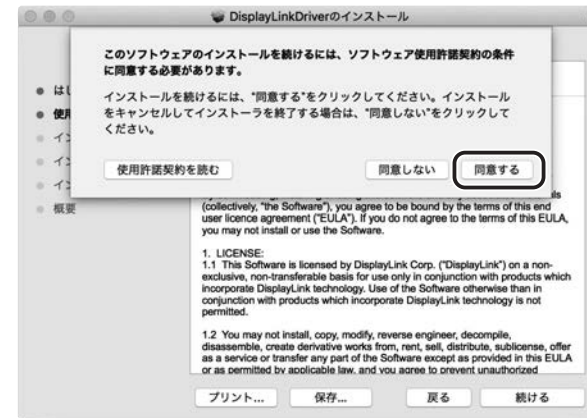 DisplayLinkDriverのインストール
このソフトウェアのインストールを続けるには、ソフトウェア使用許諾契約の条件
に同意する必要があります。
インストールを続けるには、"同意する"をクリックしてください。インストール
をキャンセルしてインストーラを終了する場合は、"同意しない"をクリックして
ください。
使用許諾契約を読む
同意しない
同意する
はじ
使用
イン
イン
イン
概要
(collectively, "the Software"), you agree to be bound by the terms of this end
user licence agreement ("EULA"). If you do not agree to the terms of this EULA,
you may not install or use the Software.
1. LICENSE:
1.1 This Software is licensed by DisplayLink Corp. ("DisplayLink") on a non-
exclusive, non-transferable basis for use only in conjunction with products which
incorporate DisplayLink technology. Use of the Software otherwise than in
conjunction with products which incorporate DisplayLink technology is not
permitted.
1.2 You may not install, copy, modify, reverse engineer, decompile,
disassemble, create derivative works from, rent, sell, distribute, sublicense, offer
as a service or transfer any part of the Software except as provided in this EULA
or as permitted by applicable law, and you agree to prevent unauthorized
プリント...
保存...
戻る
続ける